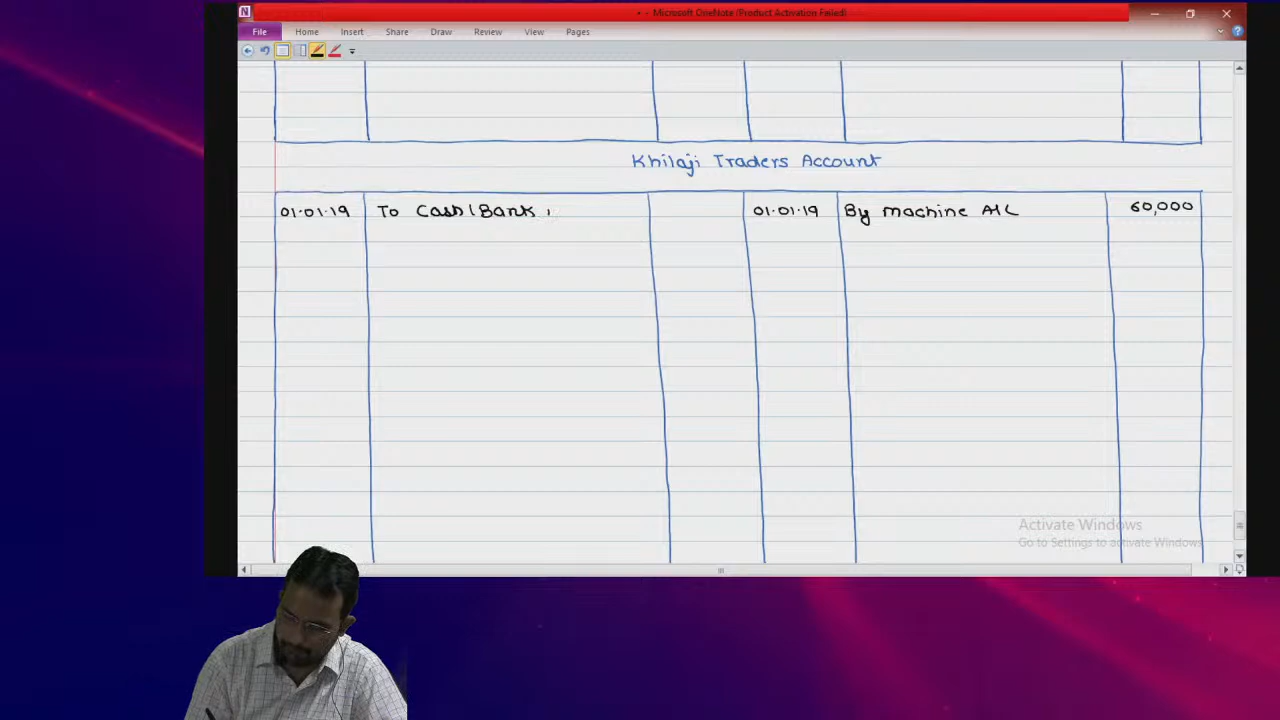 Microsoft OneNote (Product Activation Failed)
File Home Insert Share Draw Review View Pages
Khilaji Traders Account
01.01.19 To Cash/Bank 01.01.19 By machine A/c 60,000
Activate Windows
Go to Settings to activate Windows.